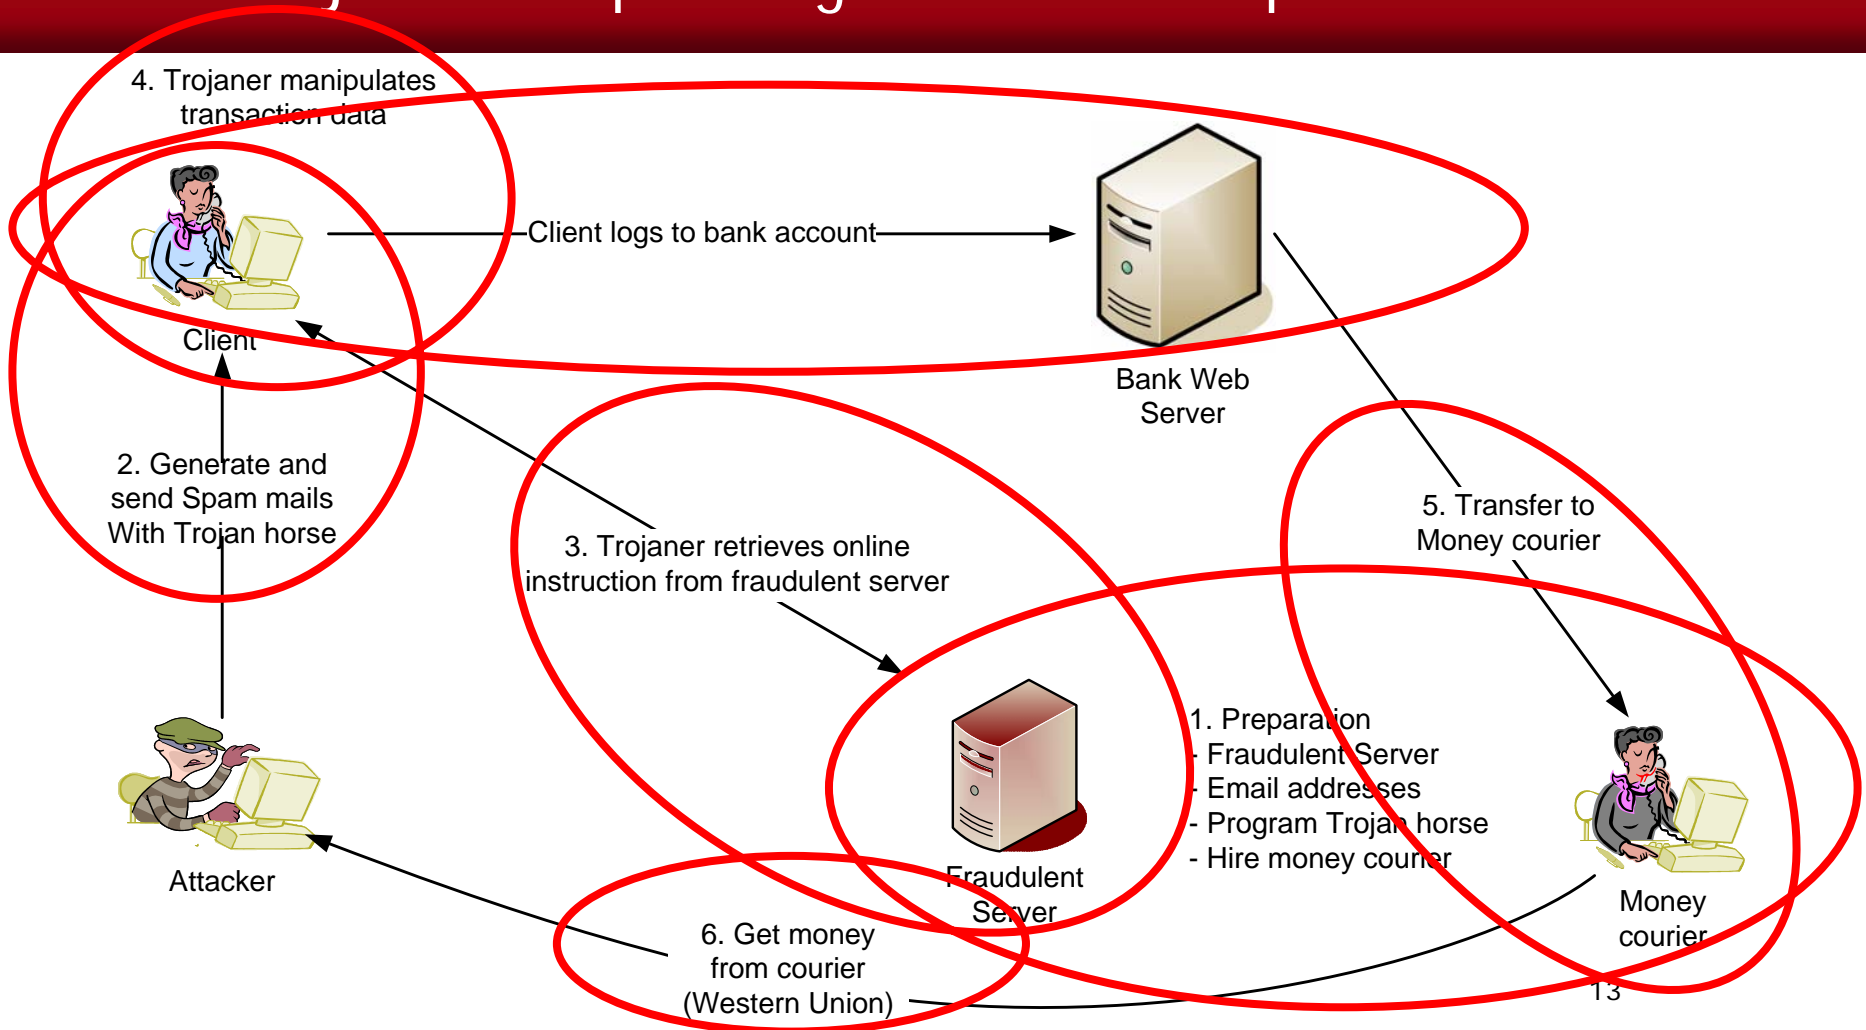 4. Trojaner manipulates
transaction data
Client logs to bank account
Client
Bank Web
Server
2. Generate and
send Spam mails
With Trojan horse
5. Transfer to
Money courier
3. Trojaner retrieves online
instruction from fraudulent server
1. Preparation
- Fraudulent Server
- Email addresses
- Program Trojan horse
- Hire money courier
Attacker
Fraudulent
Server
Money
courier
6. Get money
from courier
(Western Union)
13